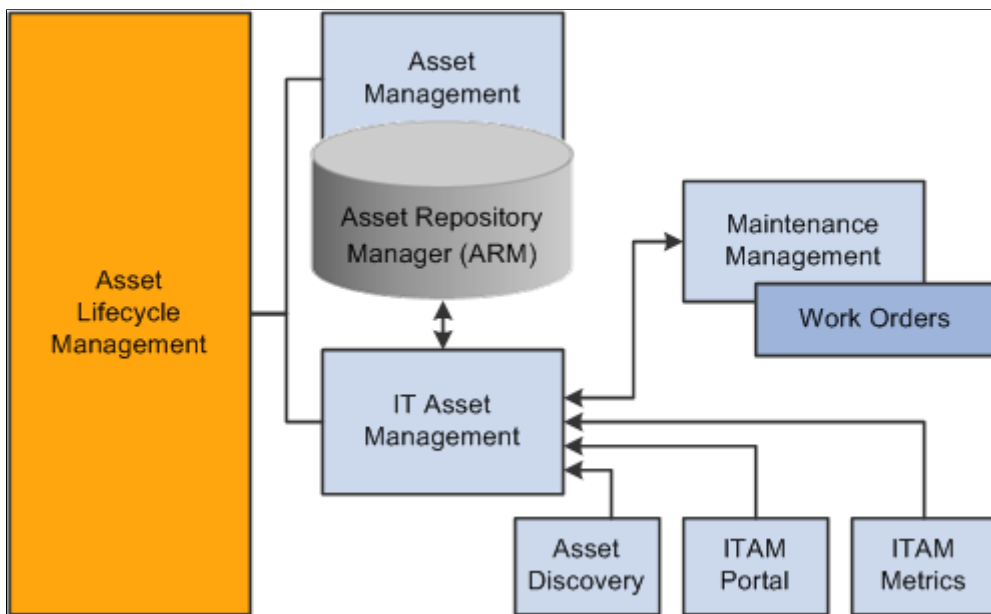 Asset
Lifecycle
Management
Asset
Management
Asset Repository
Manager (ARM)
IT Asset
Management
Maintenance
Management
Work Orders
Asset
Discovery
ITAM
Portal
ITAM
Metrics